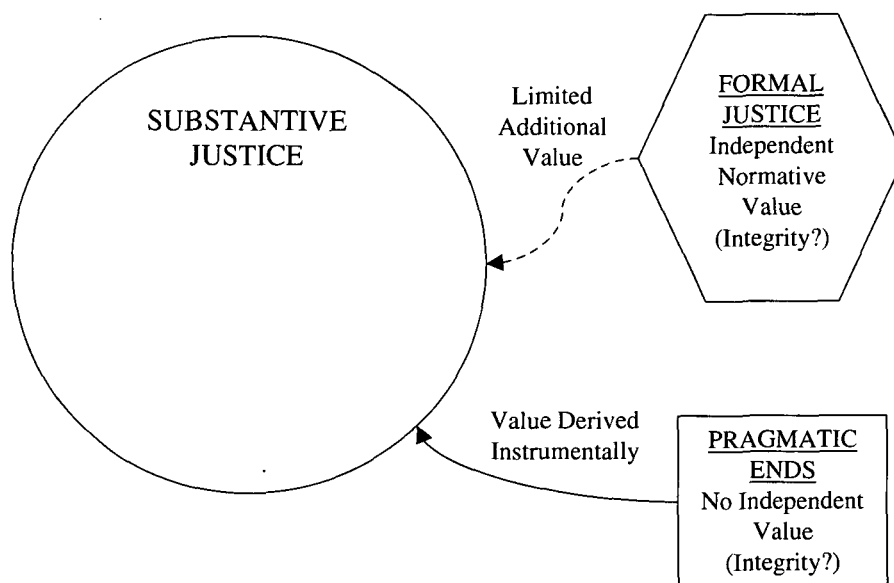 SUBSTANTIVE
JUSTICE
Limited
Additional
Value
FORMAL
JUSTICE
Independent
Normative
Value
(Integrity?)
Value Derived
Instrumentally
PRAGMATIC
ENDS
No Independent
Value
(Integrity?)